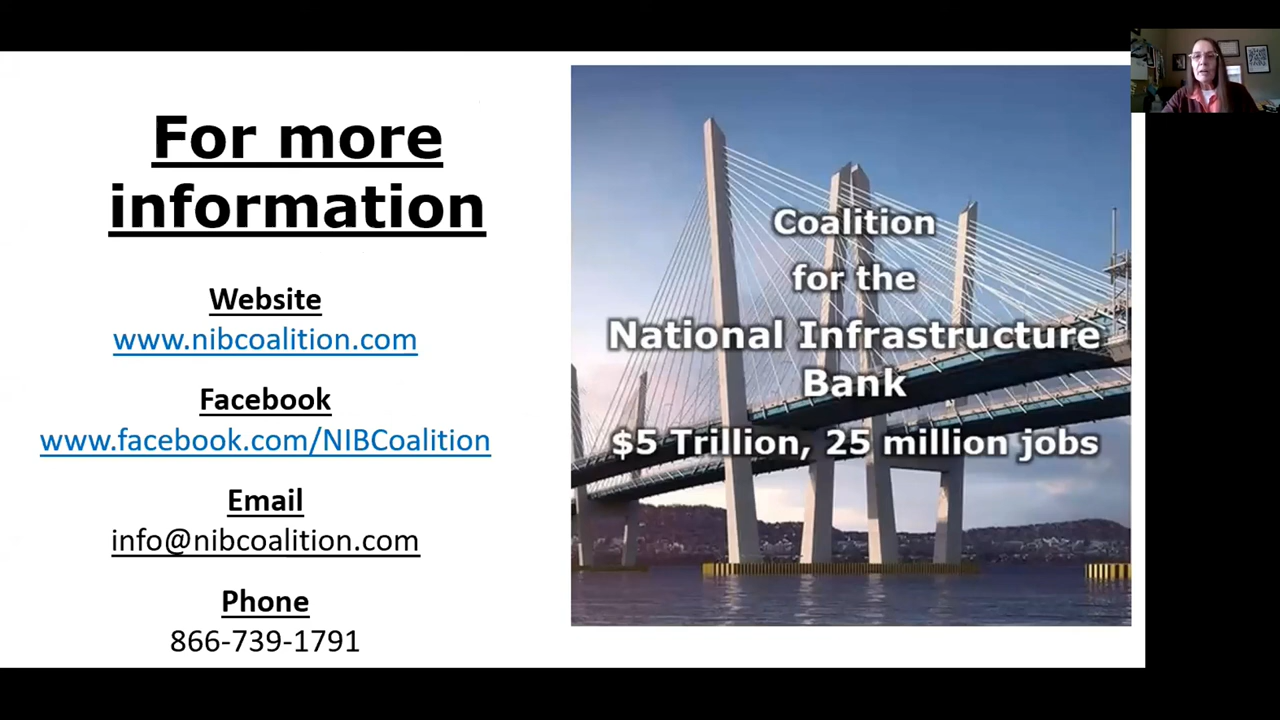 For more
information
Website
www.nibcoalition.com
Facebook
www.facebook.com/NIBCoalition
Email
info@nibcoalition.com
Phone
866-739-1791
Coalition
for the
National Infrastructure
Bank
$5 Trillion, 25 million jobs